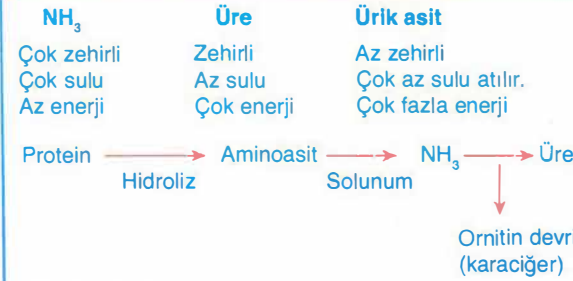 NH₃ Üre Ürik asit
Çok zehirli Zehirli Az zehirli
Çok sulu Az sulu Çok az sulu atılır.
Az enerji Çok enerji Çok fazla enerji
Protein Aminoasit NH₃ Üre
Hidroliz Solunum
Ornitin devri
(karaciğer)